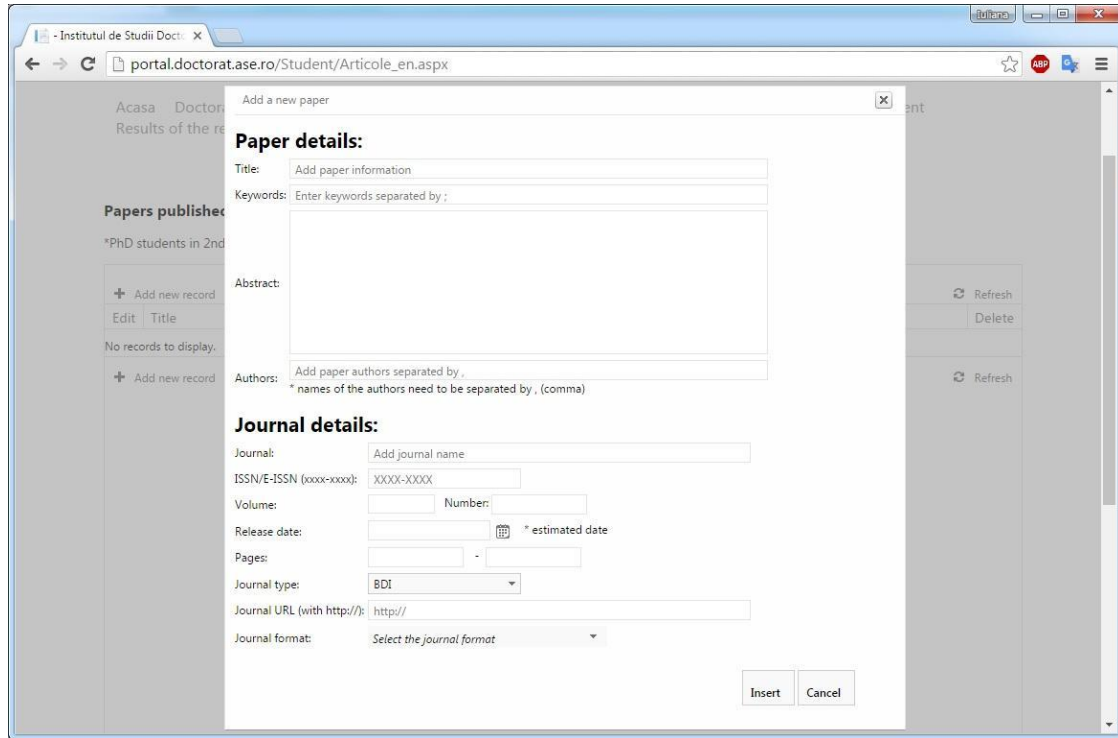 Iuliana
- Institutul de Studii Docto
portal.doctorat.ase.ro/Student/Articole_en.aspx
ABP
Acasa Doctora
ent
Results of the re
Papers published
*PhD students in 2nd
Add new record
Refresh
Edit Title
Delete
No records to display.
Add new record
Refresh
Add a new paper
Paper details:
Title: Add paper information
Keywords: Enter keywords separated by ;
Abstract:
Authors: Add paper authors separated by ,
* names of the authors need to be separated by , (comma)
Journal details:
Journal: Add journal name
ISSN/E-ISSN (xxxx-xxxx): XXXX-XXXX
Volume: Number:
Release date: * estimated date
Pages: -
Journal type: BDI
Journal URL (with http://): http://
Journal format: Select the journal format
Insert Cancel